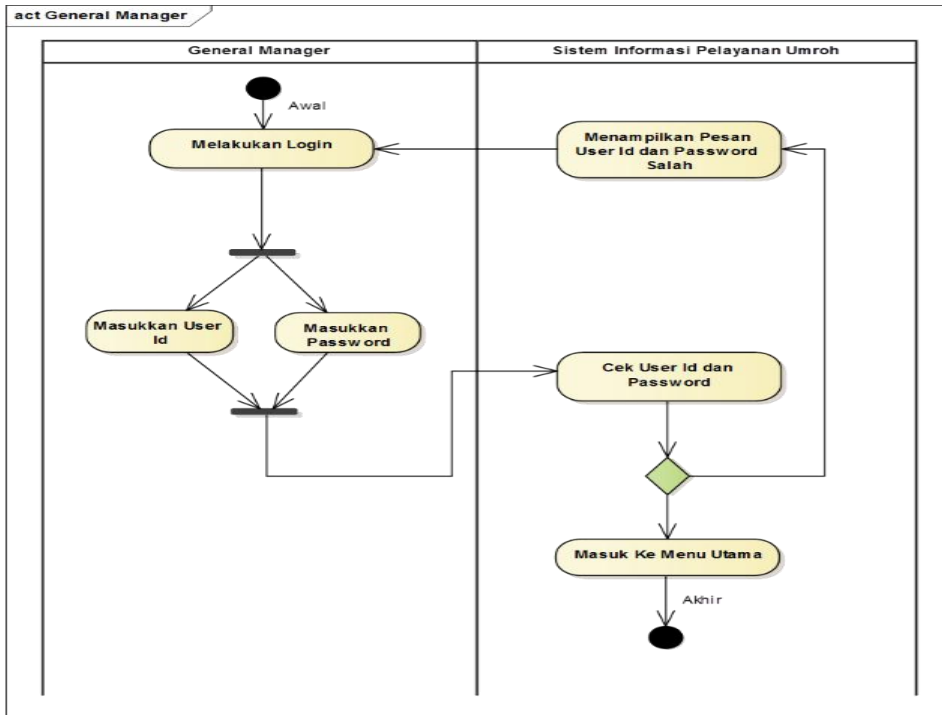 act General Manager
General Manager
Sistem Informasi Pelayanan Umroh
Awal
Melakukan Login
Menampilkan Pesan
User Id dan Password
Salah
Masukkan User
Id
Masukkan
Password
Cek User Id dan
Password
Masuk Ke Menu Utama
Akhir